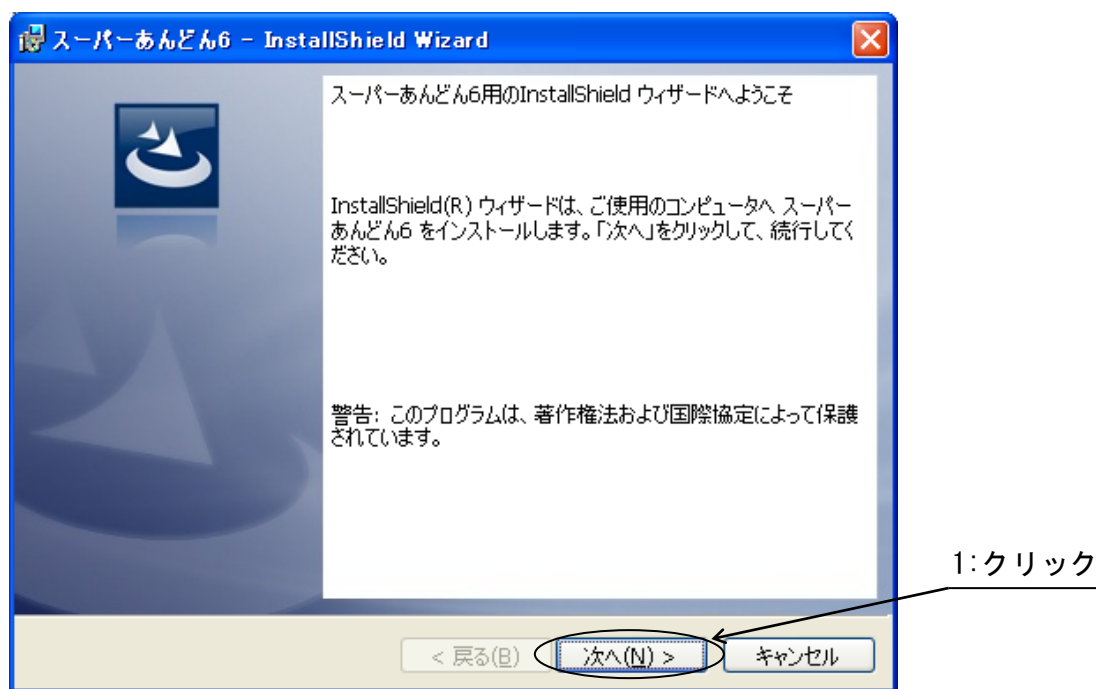 スーパーあんどん6 - InstallShield Wizard
スーパーあんどん6用のInstallShield ウィザードへようこそ
InstallShield(R) ウィザードは、ご使用のコンピュータへ スーパー
あんどん6 をインストールします。「次へ」をクリックして、続行してく
ださい。
警告: このプログラムは、著作権法および国際協定によって保護
されています。
1:クリック
< 戻る(B) 次へ(N) > キャンセル